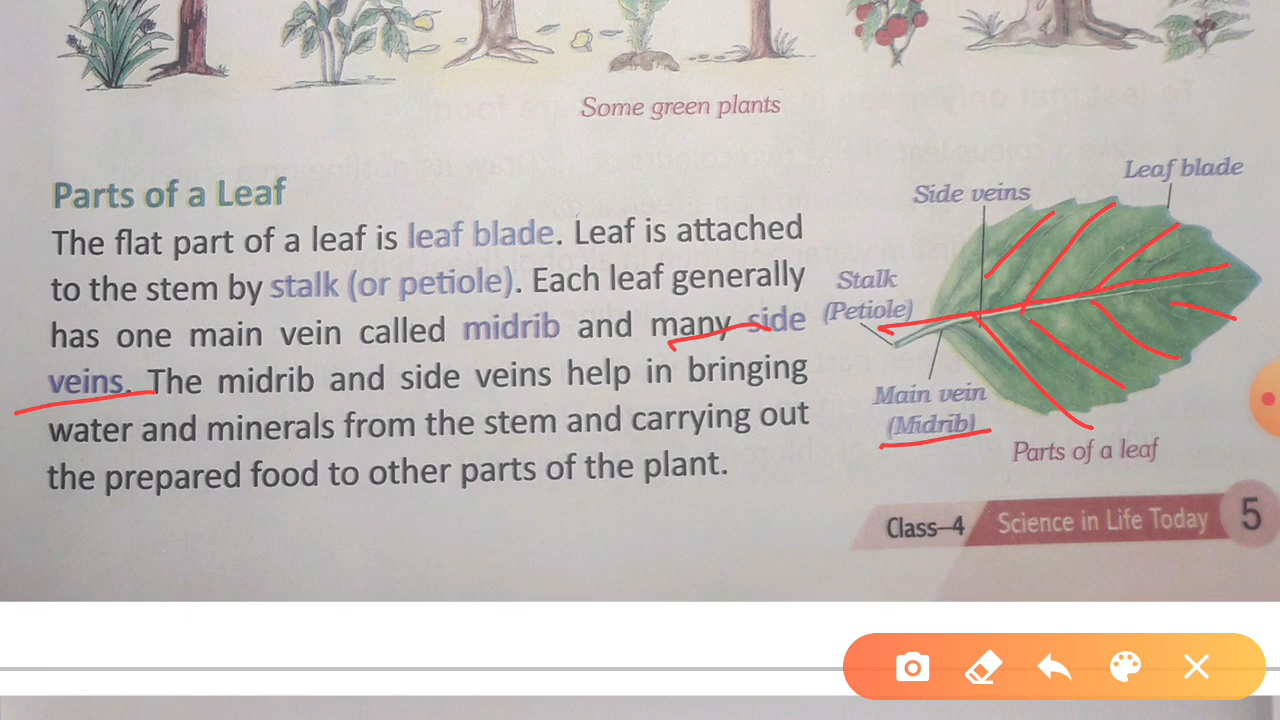 Some green plants
Parts of a Leaf
The flat part of a leaf is leaf blade. Leaf is attached
to the stem by stalk (or petiole). Each leaf generally
has one main vein called midrib and many side
veins. The midrib and side veins help in bringing
water and minerals from the stem and carrying out
the prepared food to other parts of the plant.
Leaf blade
Side veins
Stalk
(Petiole)
Main vein
(Midrib)
Parts of a leaf
Class–4 Science in Life Today 5